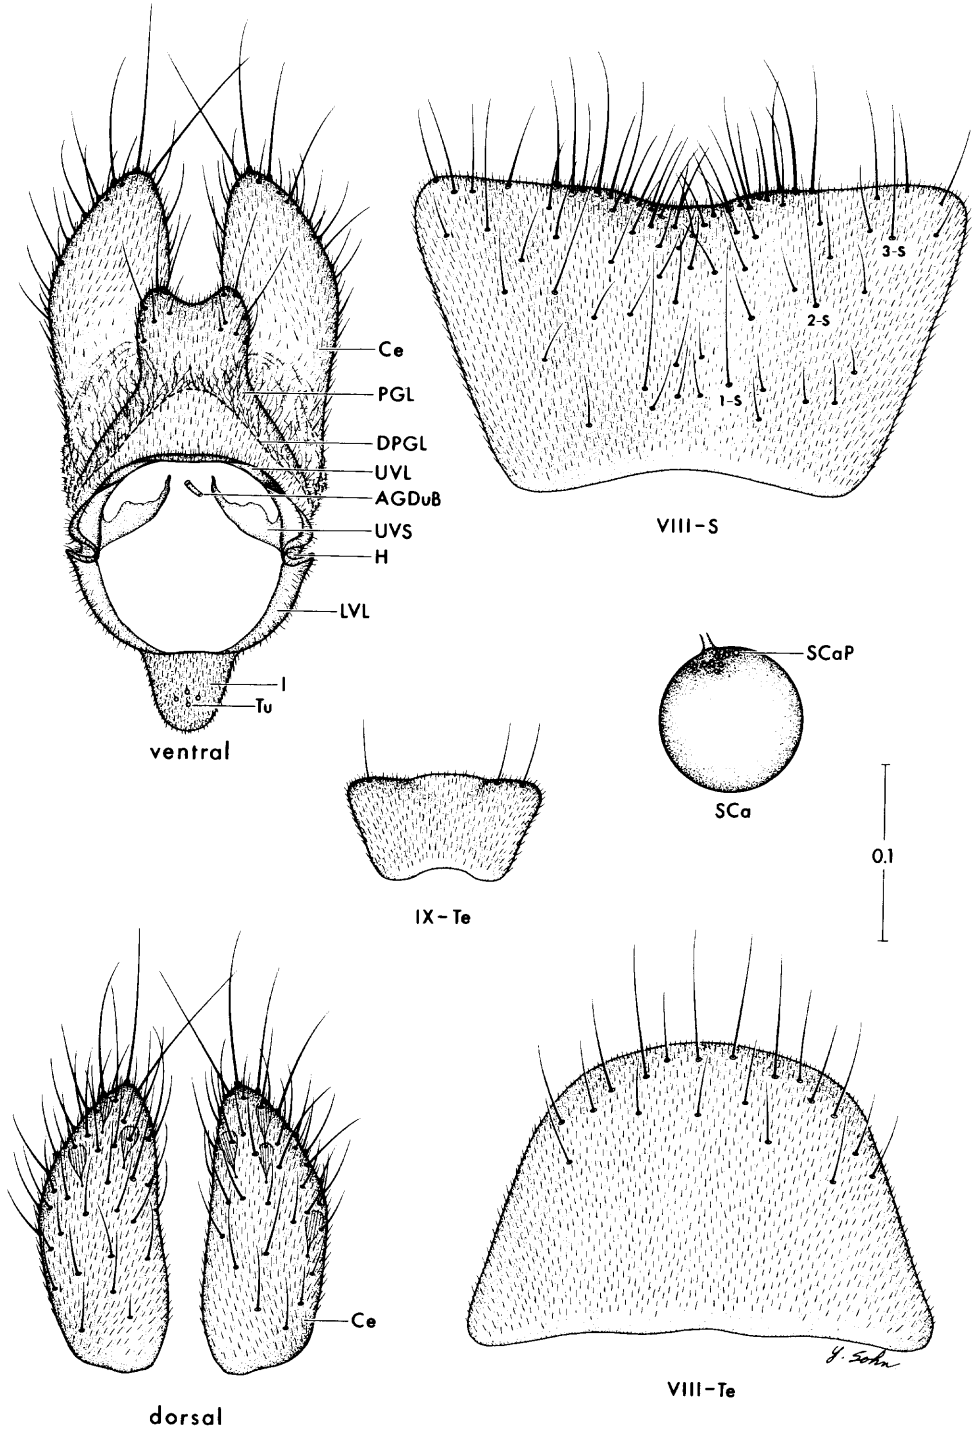 Ce
PGL
DPGL
UVL
AGDuB
UVS
H
LVL
I
Tu
ventral
3-S
2-S
1-S
VIII-S
SCaP
SCa
0.1
IX-Te
Ce
dorsal
Y. Sohn
VIII-Te